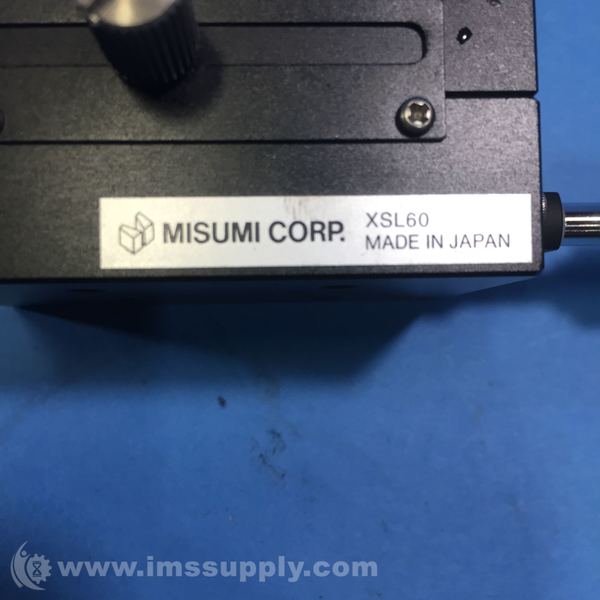 MISUMI CORP.
XSL60
MADE IN JAPAN
www.imssupply.com